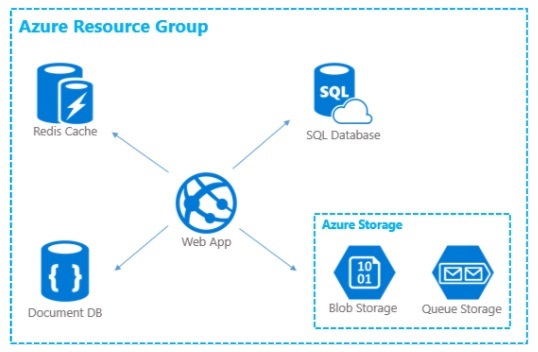 Azure Resource Group
Redis Cache
SQL
SQL Database
Web App
Azure Storage
10
01
Blob Storage
Queue Storage
{ }
Document DB